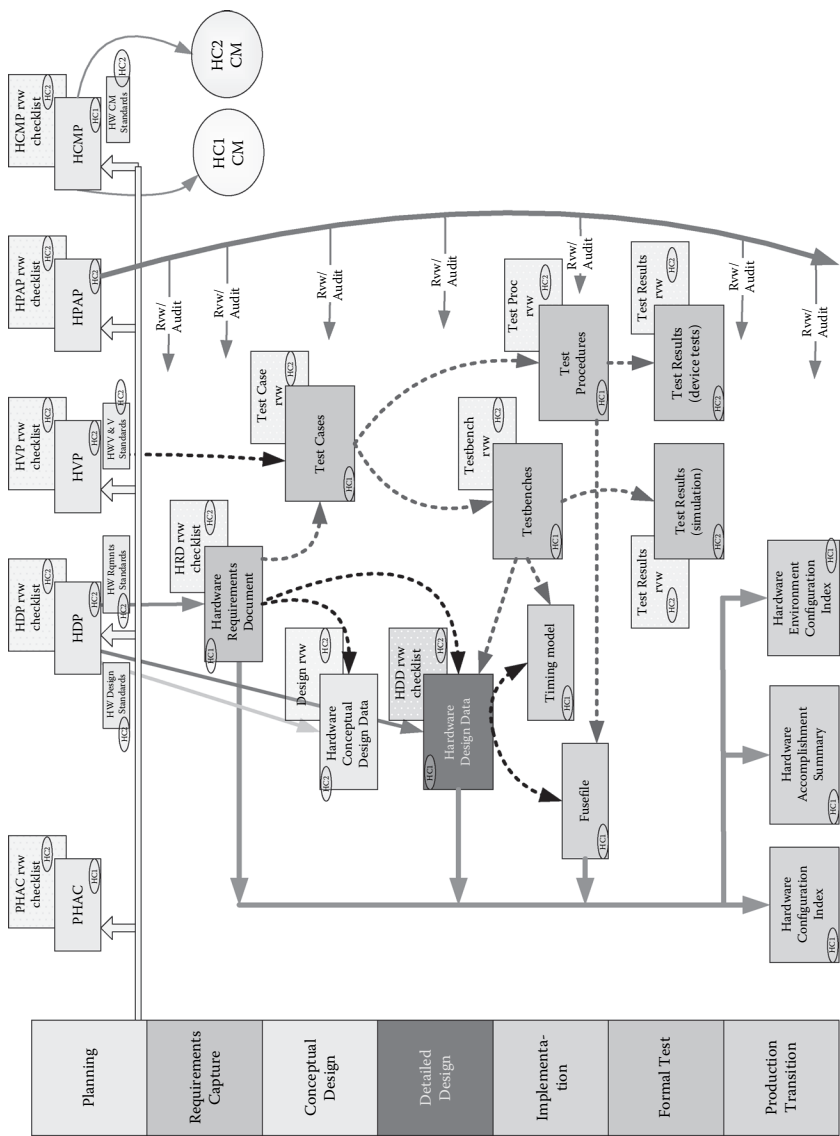 Planning
Requirements
Capture
Conceptual
Design
Detailed
Design
Implementa-
tion
Formal Test
Production
Transition
PHAC rvw
checklist
HC2
PHAC
HC1
HDP rvw
checklist
HC2
HDP
HC2
HW Design
Standards
HC2
HW Rqmnts
Standards
HC2
HVP rvw
checklist
HC2
HVP
HC2
HWV & V
Standards
HC2
HPAP rvw
checklist
HC2
HPAP
HC2
HCMP rvw
checklist
HC2
HCMP
HC1
HW CM
Standards
HC2
HC1
CM
HC2
CM
Rvw/
Audit
Rvw/
Audit
HRD rvw
checklist
HC2
Hardware
Requirements
Document
HC1
Test Case
rvw
HC2
Test Cases
HC1
Rvw/
Audit
Design rvw
HC2
Hardware
Conceptual
Design Data
HC2
HDD rvw
checklist
HC2
Hardware
Design Data
HC1
Rvw/
Audit
Testbench
rvw
HC2
Testbenches
HC1
Test Proc
rvw
HC2
Test
Procedures
HC1
Rvw/
Audit
Timing model
HC1
Fusefile
HC1
Test Results
rvw
HC2
Test Results
(simulation)
HC2
Test Results
rvw
HC2
Test Results
(device tests)
HC2
Rvw/
Audit
Rvw/
Audit
Hardware
Configuration
Index
HC1
Hardware
Accomplishment
Summary
HC1
Hardware
Environment
Configuration
Index
HC1